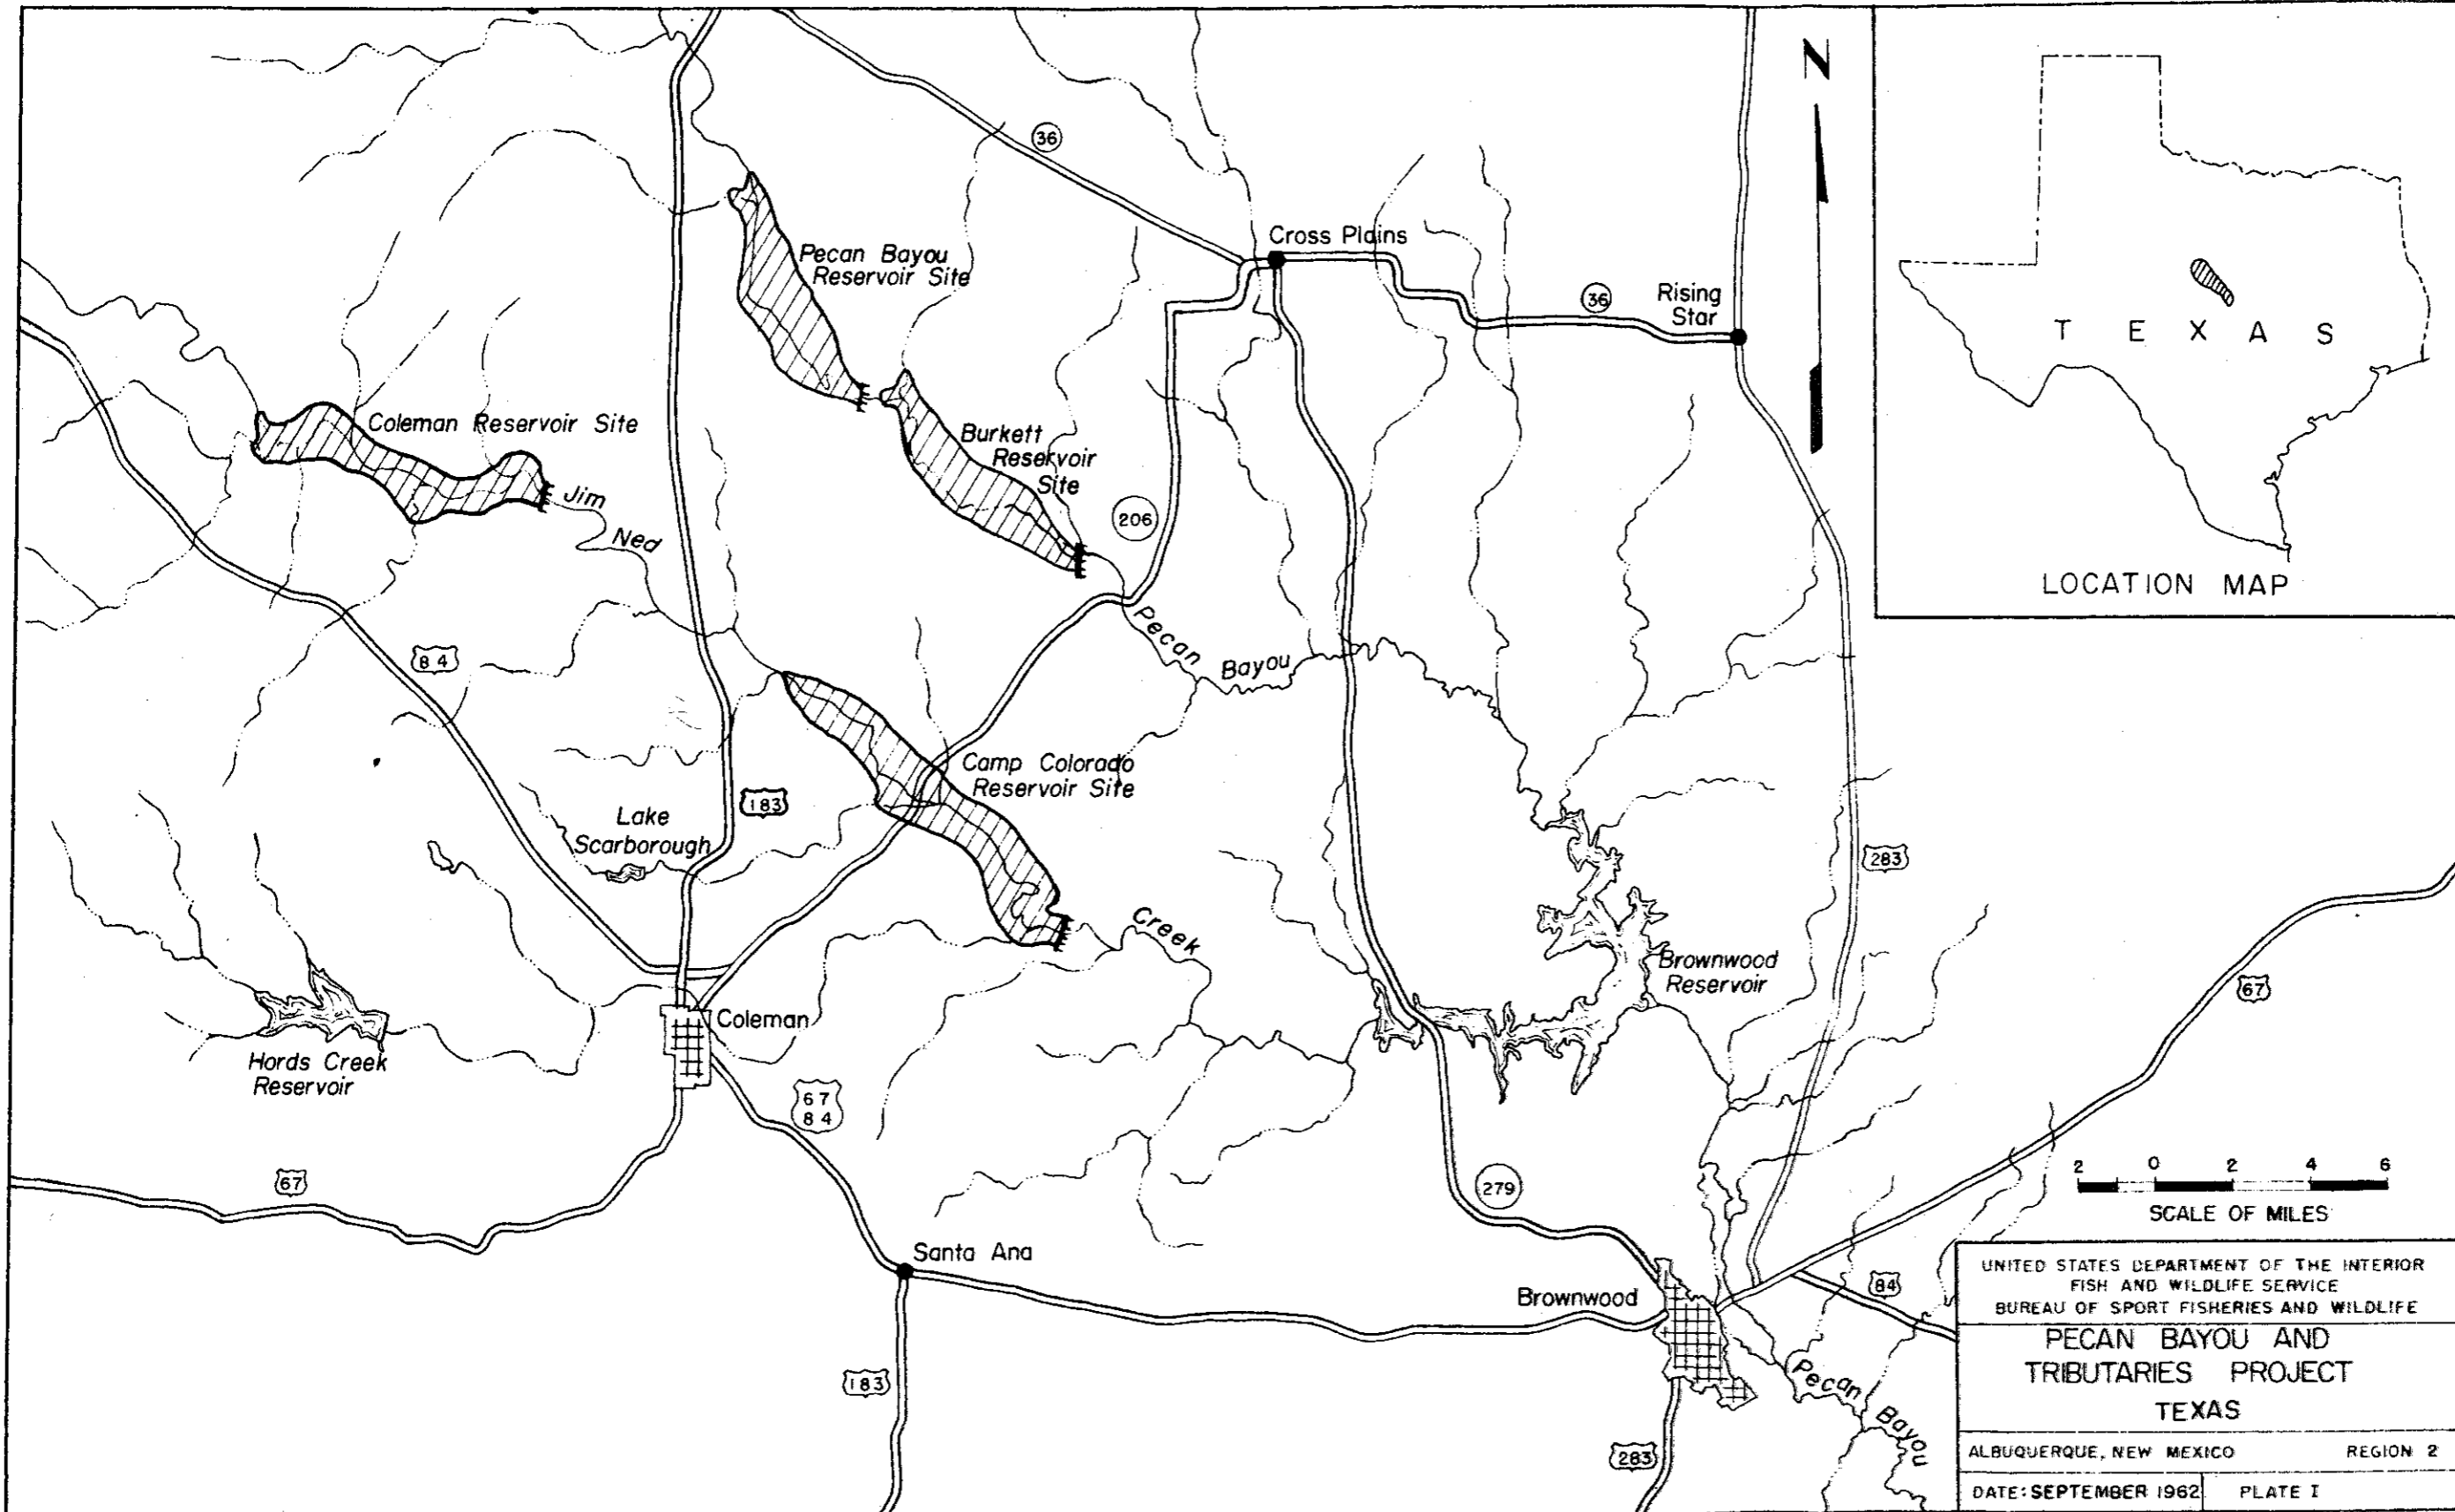 N
36
Cross Plains
Pecan Bayou
Reservoir Site
36
Rising
Star
T E X A S
LOCATION MAP
Coleman Reservoir Site
Burkett
Reservoir
Site
Jim
Ned
206
Pecan
Bayou
84
Camp Colorado
Reservoir Site
183
Lake
Scarborough
283
Creek
Brownwood
Reservoir
67
Coleman
Hords Creek
Reservoir
67
84
67
279
2 0 2 4 6
SCALE OF MILES
Santa Ana
Brownwood
84
183
283
Pecan
Bayou
UNITED STATES DEPARTMENT OF THE INTERIOR
FISH AND WILDLIFE SERVICE
BUREAU OF SPORT FISHERIES AND WILDLIFE
PECAN BAYOU AND
TRIBUTARIES PROJECT
TEXAS
ALBUQUERQUE, NEW MEXICO REGION 2
DATE: SEPTEMBER 1962 PLATE I